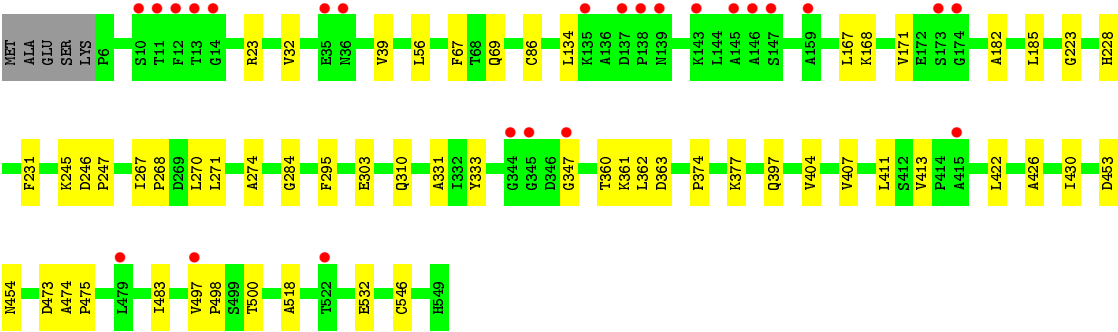 MET ALA GLU SER LYS P6 S10 T11 F12 T13 G14 R23 V32 E35 N36 V39 L56 F67 T68 Q69 C86 L134 K135 A136 D137 P138 N139 K143 L144 A145 A146 S147 A159 L167 K168 V171 E172 S173 G174 A182 L185 G223 H228
F231 K245 D246 P247 I267 P268 D269 L270 L271 A274 G284 F295 E303 Q310 A331 I332 Y333 G344 G345 D346 G347 T360 K361 L362 D363 P374 K377 Q397 V404 V407 L411 S412 V413 P414 A415 L422 A426 I430 D453
N454 D473 A474 P475 L479 I483 V497 P498 S499 T500 A518 T522 E532 C546 H549